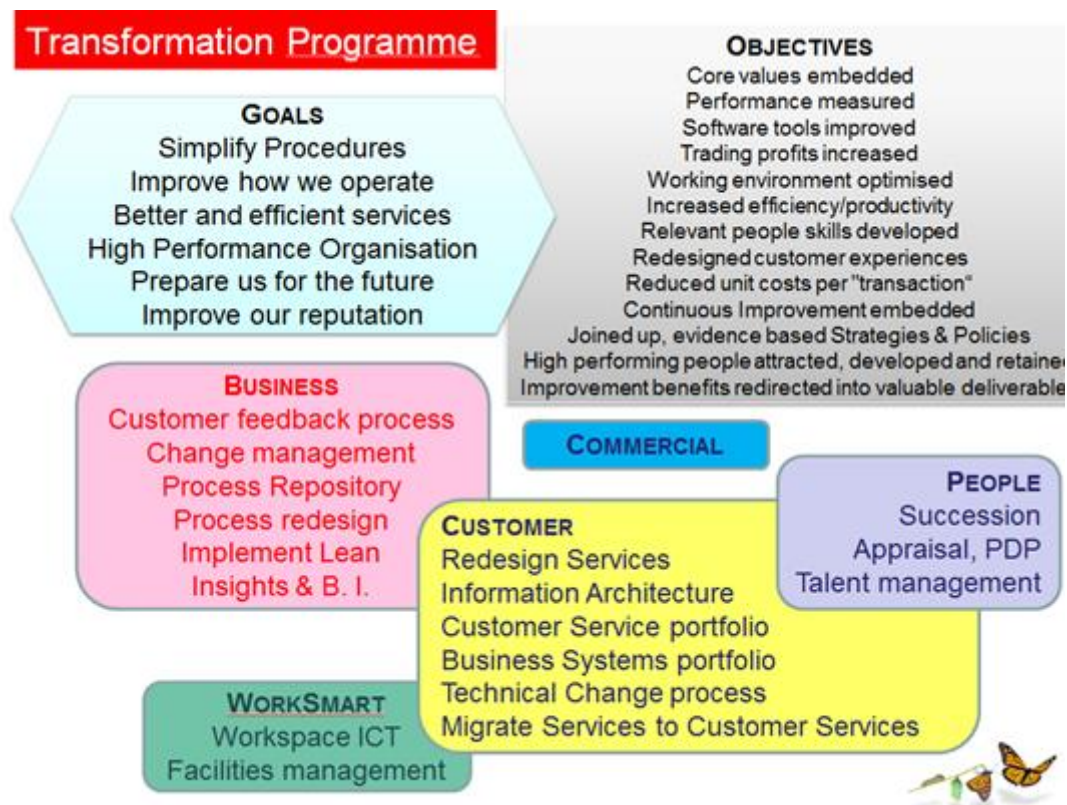 Transformation Programme
GOALS
Simplify Procedures
Improve how we operate
Better and efficient services
High Performance Organisation
Prepare us for the future
Improve our reputation
OBJECTIVES
Core values embedded
Performance measured
Software tools improved
Trading profits increased
Working environment optimised
Increased efficiency/productivity
Relevant people skills developed
Redesigned customer experiences
Reduced unit costs per "transaction“
Continuous Improvement embedded
Joined up, evidence based Strategies & Policies
High performing people attracted, developed and retained
Improvement benefits redirected into valuable deliverable
BUSINESS
Customer feedback process
Change management
Process Repository
Process redesign
Implement Lean
Insights & B. I.
COMMERCIAL
PEOPLE
Succession
Appraisal, PDP
Talent management
CUSTOMER
Redesign Services
Information Architecture
Customer Service portfolio
Business Systems portfolio
Technical Change process
Migrate Services to Customer Services
WORKSMART
Workspace ICT
Facilities management